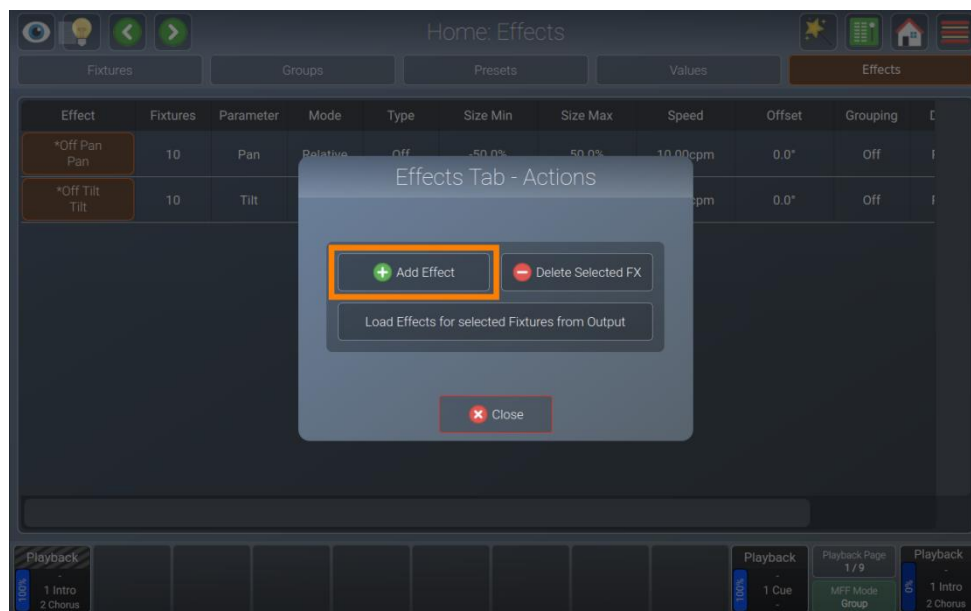 Home: Effects
Fixtures Groups Presets Values Effects
Effect Fixtures Parameter Mode Type Size Min Size Max Speed Offset Grouping
*Off Pan
Pan
10 Pan Relative Off -50.0% 50.0% 10.00cpm 0.0° Off
*Off Tilt
Tilt
10 Tilt cpm 0.0° Off
Effects Tab - Actions
Add Effect Delete Selected FX
Load Effects for selected Fixtures from Output
Close
Playback
-
100%
1 Intro
2 Chorus
Playback
-
100%
1 Cue
-
Playback Page
1 / 9
MFF Mode
Group
Playback
-
0%
1 Intro
2 Chorus